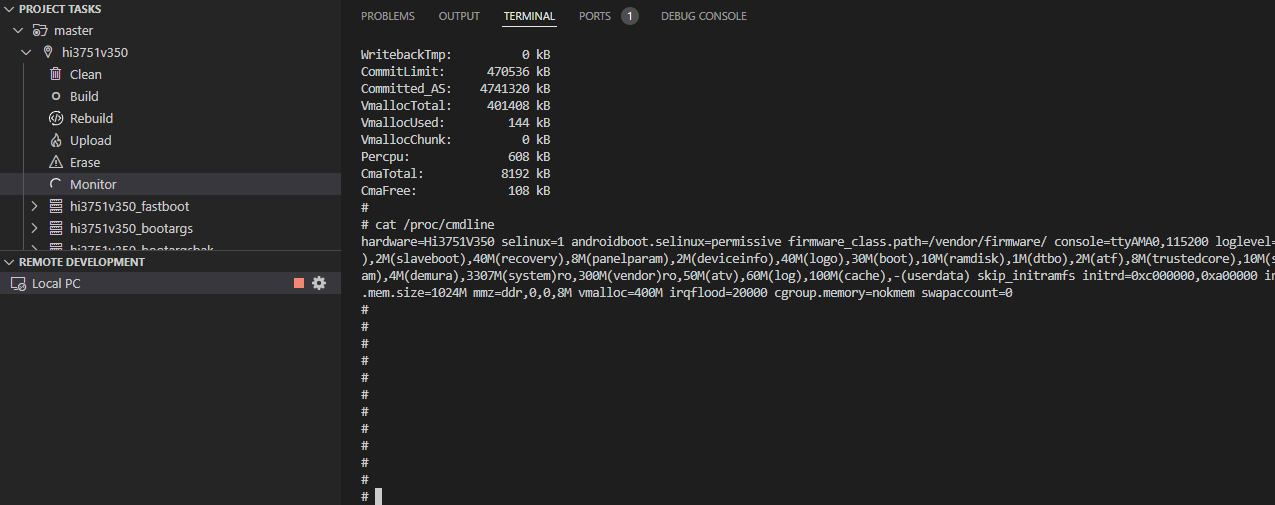 PROJECT TASKS
master
hi3751v350
Clean
Build
Rebuild
Upload
Erase
Monitor
hi3751v350_fastboot
hi3751v350_bootargs
hi3751v350_bootargsbak
REMOTE DEVELOPMENT
Local PC
PROBLEMS OUTPUT TERMINAL PORTS 1 DEBUG CONSOLE
WritebackTmp: 0 kB
CommitLimit: 470536 kB
Committed_AS: 4741320 kB
VmallocTotal: 401408 kB
VmallocUsed: 144 kB
VmallocChunk: 0 kB
Percpu: 608 kB
CmaTotal: 8192 kB
CmaFree: 108 kB
#
# cat /proc/cmdline
hardware=Hi3751V350 selinux=1 androidboot.selinux=permissive firmware_class.path=/vendor/firmware/ console=ttyAMA0,115200 loglevel=
),2M(slaveboot),40M(recovery),8M(panelparam),2M(deviceinfo),40M(logo),30M(boot),10M(ramdisk),1M(dtbo),2M(atf),8M(trustedcore),10M(s
am),4M(demura),3307M(system)ro,300M(vendor)ro,50M(atv),60M(log),100M(cache),-(userdata) skip_initramfs initrd=0xc000000,0xa00000 in
.mem.size=1024M mmz=ddr,0,0,8M vmalloc=400M irqflood=20000 cgroup.memory=nokmem swapaccount=0
#
#
#
#
#
#
#
#
#
#
#
#